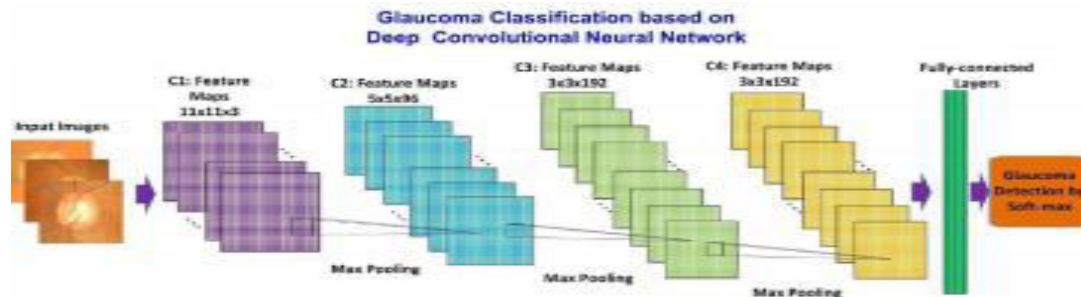 Glaucoma Classification based on
Deep Convolutional Neural Network
Input Images
C1: Feature
Maps
11x11x3
C2: Feature Maps
5x5x96
C3: Feature Maps
3x3x192
C4: Feature Maps
3x3x192
Fully-connected
Layers
Glaucoma
Detection by
Soft-max
Max Pooling
Max Pooling
Max Pooling